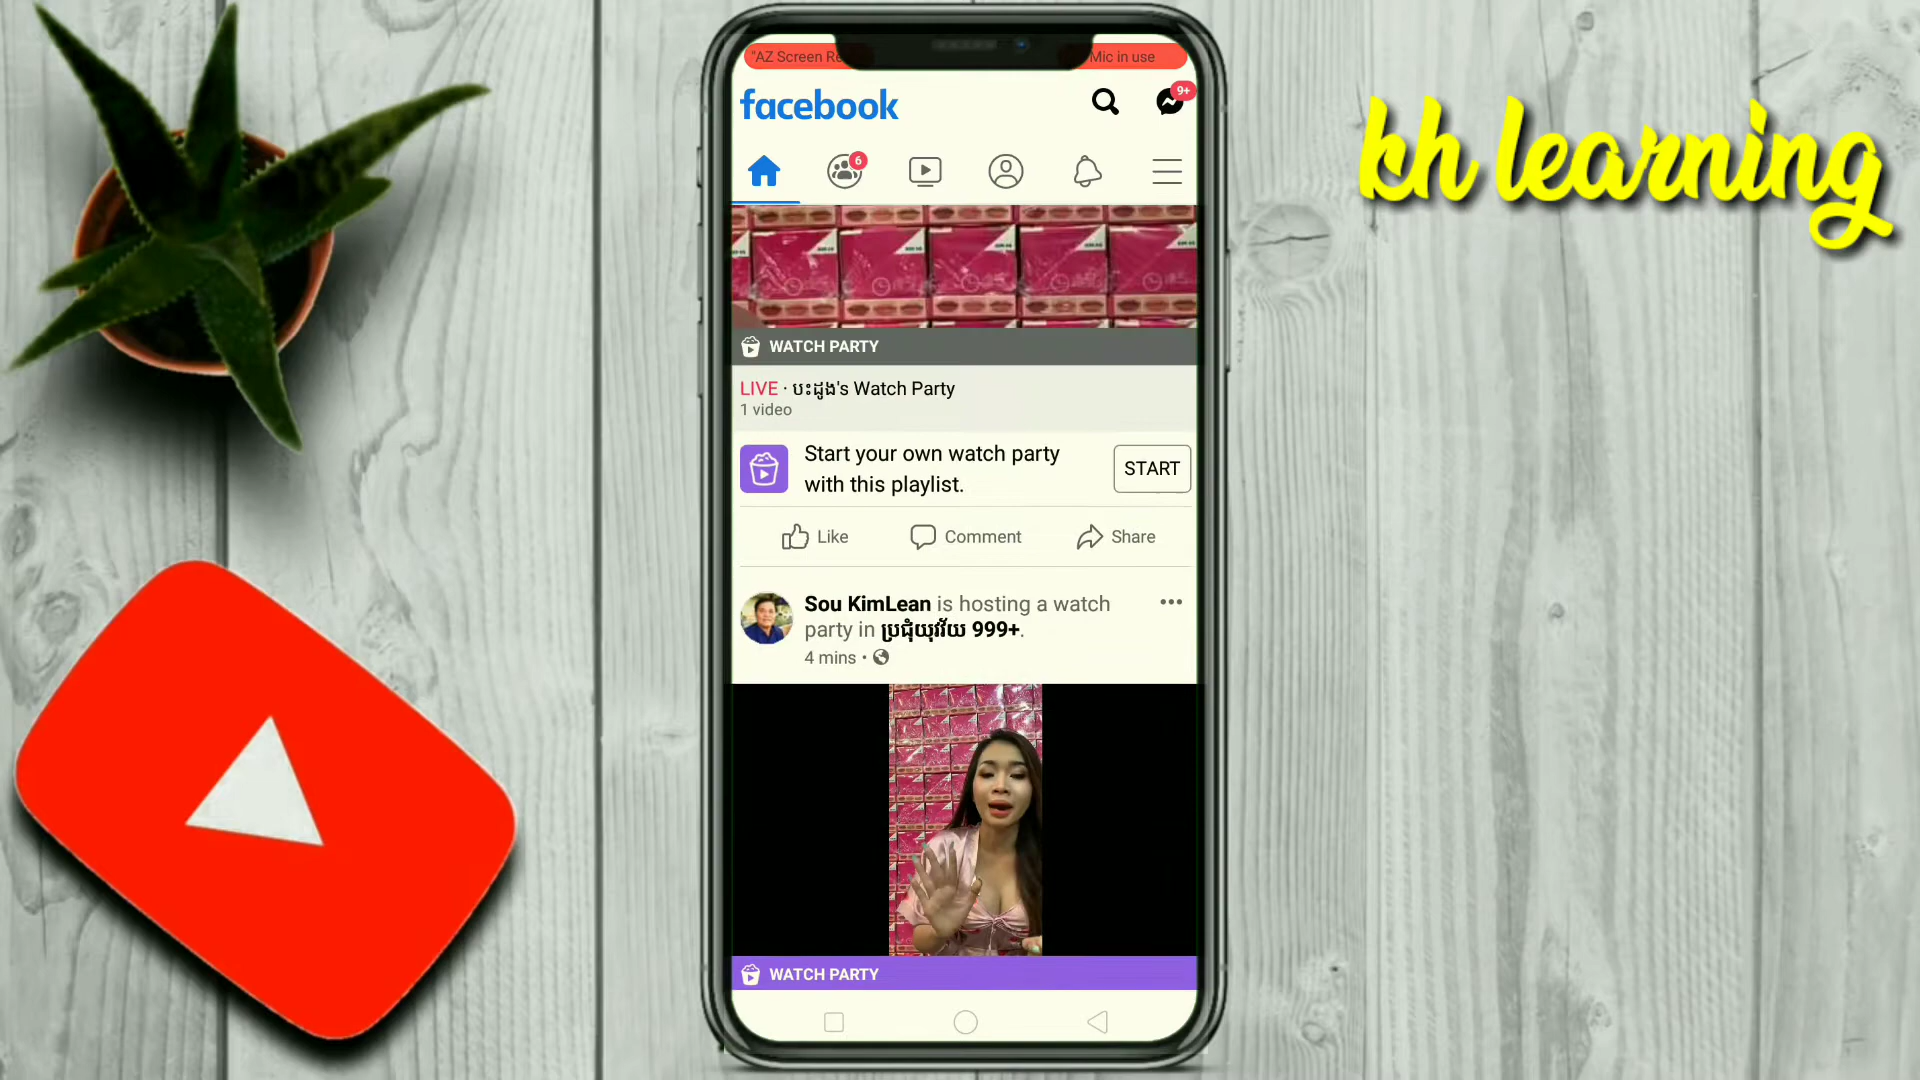 "AZ Screen Re
Mic in use
facebook
9+
6
WATCH PARTY
LIVE · បះដូង's Watch Party
1 video
Start your own watch party
with this playlist.
START
Like
Comment
Share
Sou KimLean is hosting a watch
party in ប្រជុំយុវវ័យ 999+.
4 mins •
WATCH PARTY
kh learning